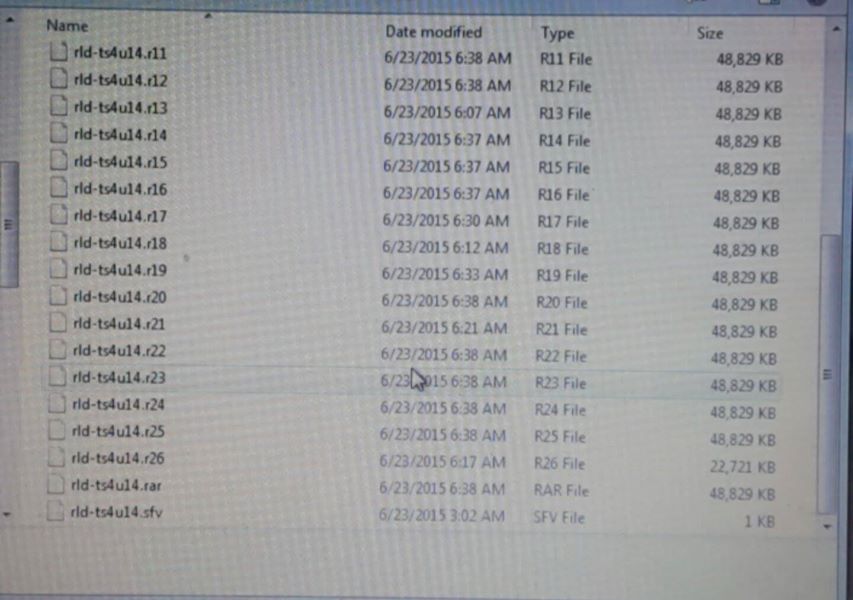 Name Date modified Type Size
rld-ts4u14.r11 6/23/2015 6:38 AM R11 File 48,829 KB
rld-ts4u14.r12 6/23/2015 6:38 AM R12 File 48,829 KB
rld-ts4u14.r13 6/23/2015 6:07 AM R13 File 48,829 KB
rld-ts4u14.r14 6/23/2015 6:37 AM R14 File 48,829 KB
rld-ts4u14.r15 6/23/2015 6:37 AM R15 File 48,829 KB
rld-ts4u14.r16 6/23/2015 6:37 AM R16 File 48,829 KB
rld-ts4u14.r17 6/23/2015 6:30 AM R17 File 48,829 KB
rld-ts4u14.r18 6/23/2015 6:12 AM R18 File 48,829 KB
rld-ts4u14.r19 6/23/2015 6:33 AM R19 File 48,829 KB
rld-ts4u14.r20 6/23/2015 6:38 AM R20 File 48,829 KB
rld-ts4u14.r21 6/23/2015 6:21 AM R21 File 48,829 KB
rld-ts4u14.r22 6/23/2015 6:38 AM R22 File 48,829 KB
rld-ts4u14.r23 6/23/2015 6:38 AM R23 File 48,829 KB
rld-ts4u14.r24 6/23/2015 6:38 AM R24 File 48,829 KB
rld-ts4u14.r25 6/23/2015 6:38 AM R25 File 48,829 KB
rld-ts4u14.r26 6/23/2015 6:17 AM R26 File 22,721 KB
rld-ts4u14.rar 6/23/2015 6:38 AM RAR File 48,829 KB
rld-ts4u14.sfv 6/23/2015 3:02 AM SFV File 1 KB